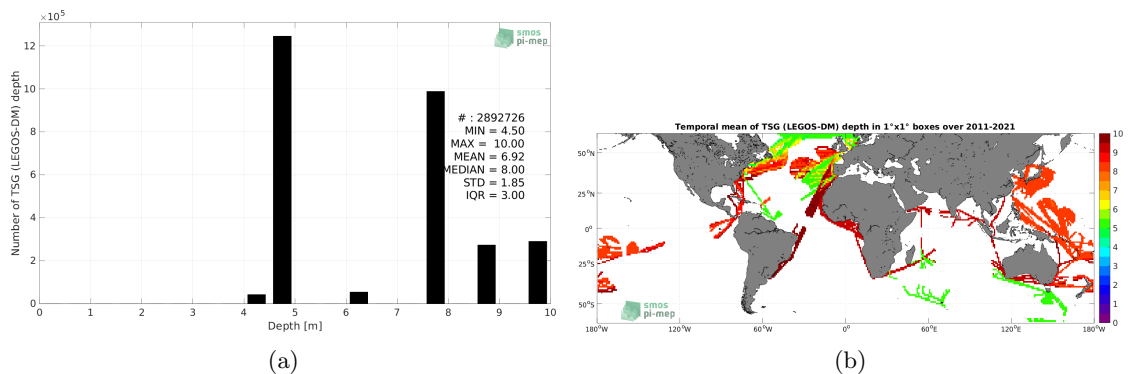 ×10⁵
12
10
8
6
4
2
0
Number of TSG (LEGOS-DM) depth
smos
pi-mep
# : 2892726
MIN = 4.50
MAX = 10.00
MEAN = 6.92
MEDIAN = 8.00
STD = 1.85
IQR = 3.00
0 1 2 3 4 5 6 7 8 9 10
Depth [m]
(a)
Temporal mean of TSG (LEGOS-DM) depth in 1°x1° boxes over 2011-2021
50°N
25°N
0°
25°S
50°S
180°W 60°W 0° 60°E 120°E 180°W
10
9
8
7
6
5
4
3
2
1
0
smos
pi-mep
(b)